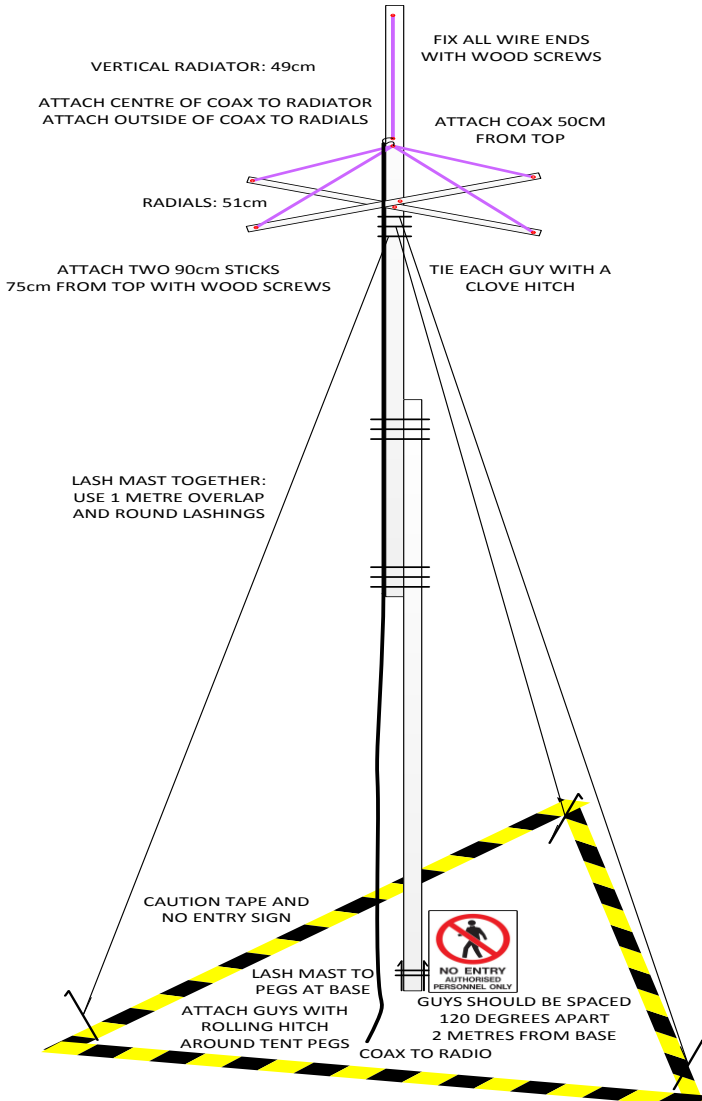 FIX ALL WIRE ENDS
WITH WOOD SCREWS
VERTICAL RADIATOR: 49cm
ATTACH CENTRE OF COAX TO RADIATOR
ATTACH OUTSIDE OF COAX TO RADIALS
ATTACH COAX 50CM
FROM TOP
RADIALS: 51cm
ATTACH TWO 90cm STICKS
75cm FROM TOP WITH WOOD SCREWS
TIE EACH GUY WITH A
CLOVE HITCH
LASH MAST TOGETHER:
USE 1 METRE OVERLAP
AND ROUND LASHINGS
CAUTION TAPE AND
NO ENTRY SIGN
NO ENTRY
AUTHORISED
PERSONNEL ONLY
LASH MAST TO
PEGS AT BASE
ATTACH GUYS WITH
ROLLING HITCH
AROUND TENT PEGS
GUYS SHOULD BE SPACED
120 DEGREES APART
2 METRES FROM BASE
COAX TO RADIO